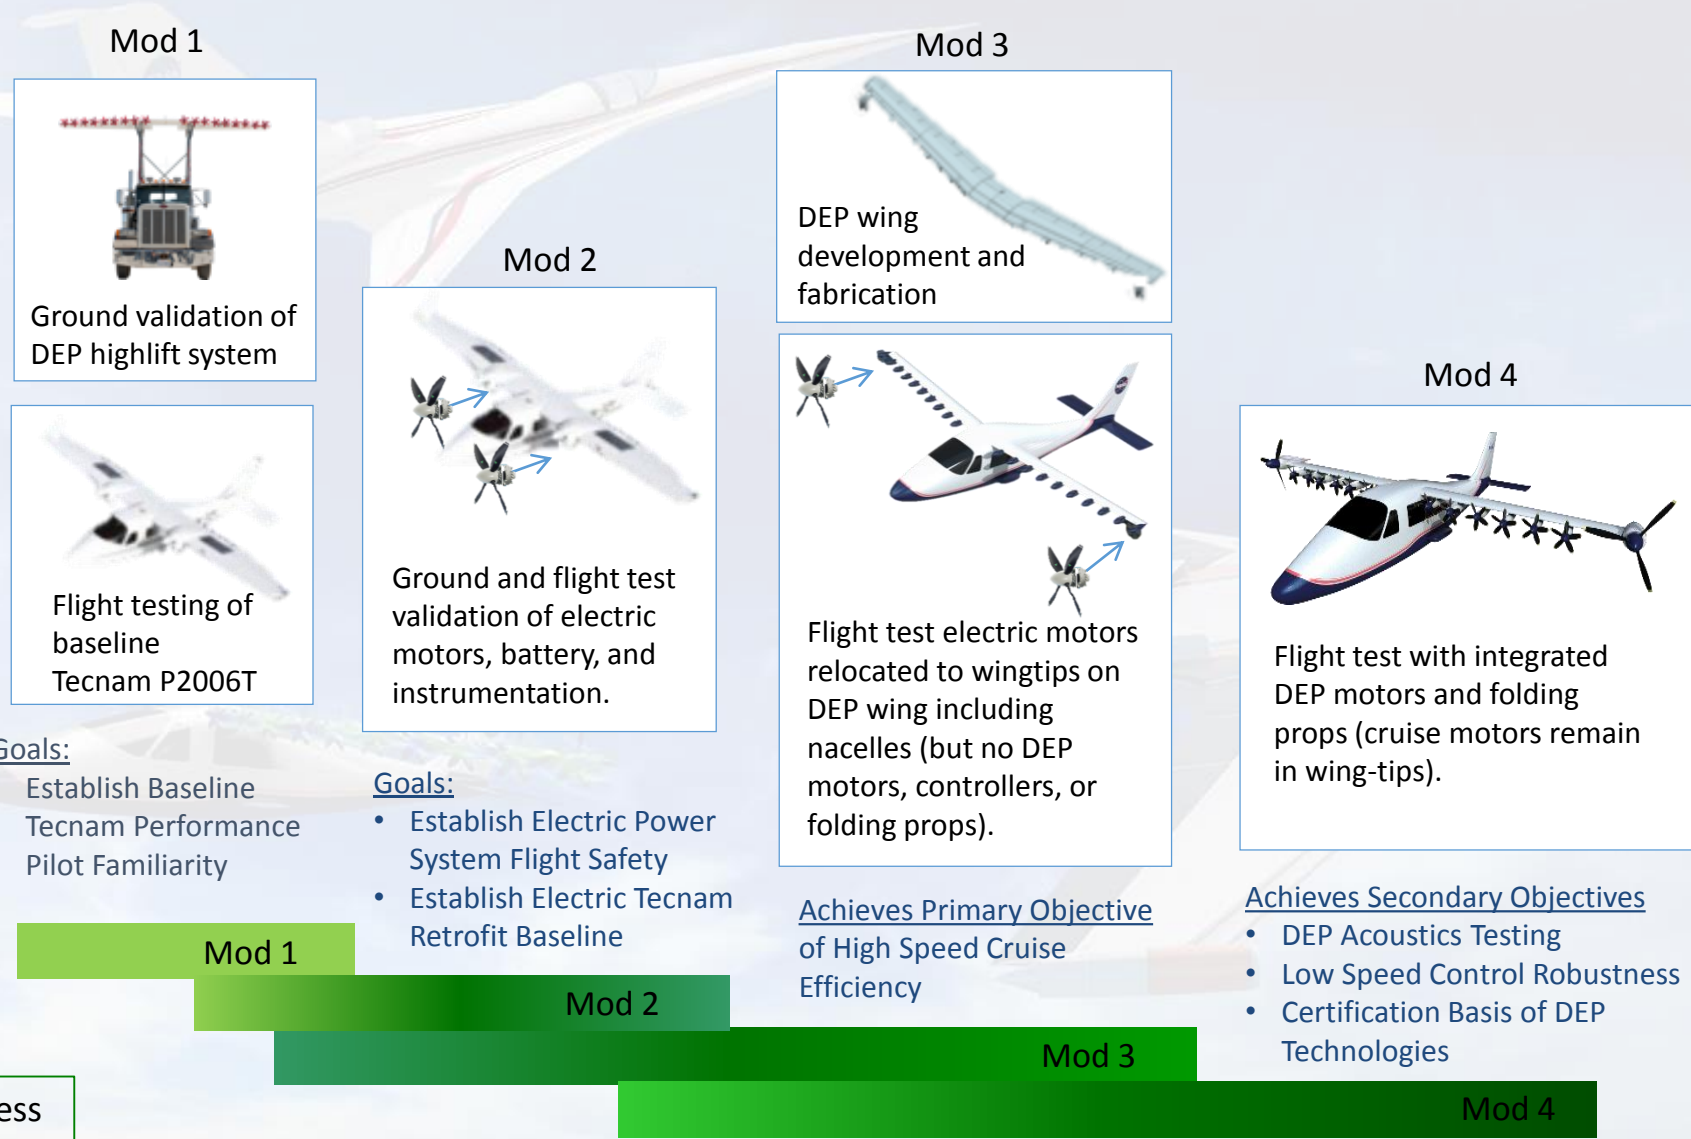 Mod 1
Ground validation of
DEP highlift system
Flight testing of
baseline
Tecnam P2006T
Goals:
Establish Baseline
Tecnam Performance
Pilot Familiarity
Mod 2
Ground and flight test
validation of electric
motors, battery, and
instrumentation.
Goals:
• Establish Electric Power
System Flight Safety
• Establish Electric Tecnam
Retrofit Baseline
Mod 3
DEP wing
development and
fabrication
Flight test electric motors
relocated to wingtips on
DEP wing including
nacelles (but no DEP
motors, controllers, or
folding props).
Achieves Primary Objective
of High Speed Cruise
Efficiency
Mod 4
Flight test with integrated
DEP motors and folding
props (cruise motors remain
in wing-tips).
Achieves Secondary Objectives
• DEP Acoustics Testing
• Low Speed Control Robustness
• Certification Basis of DEP
Technologies
Mod 1
Mod 2
Mod 3
Mod 4
ess